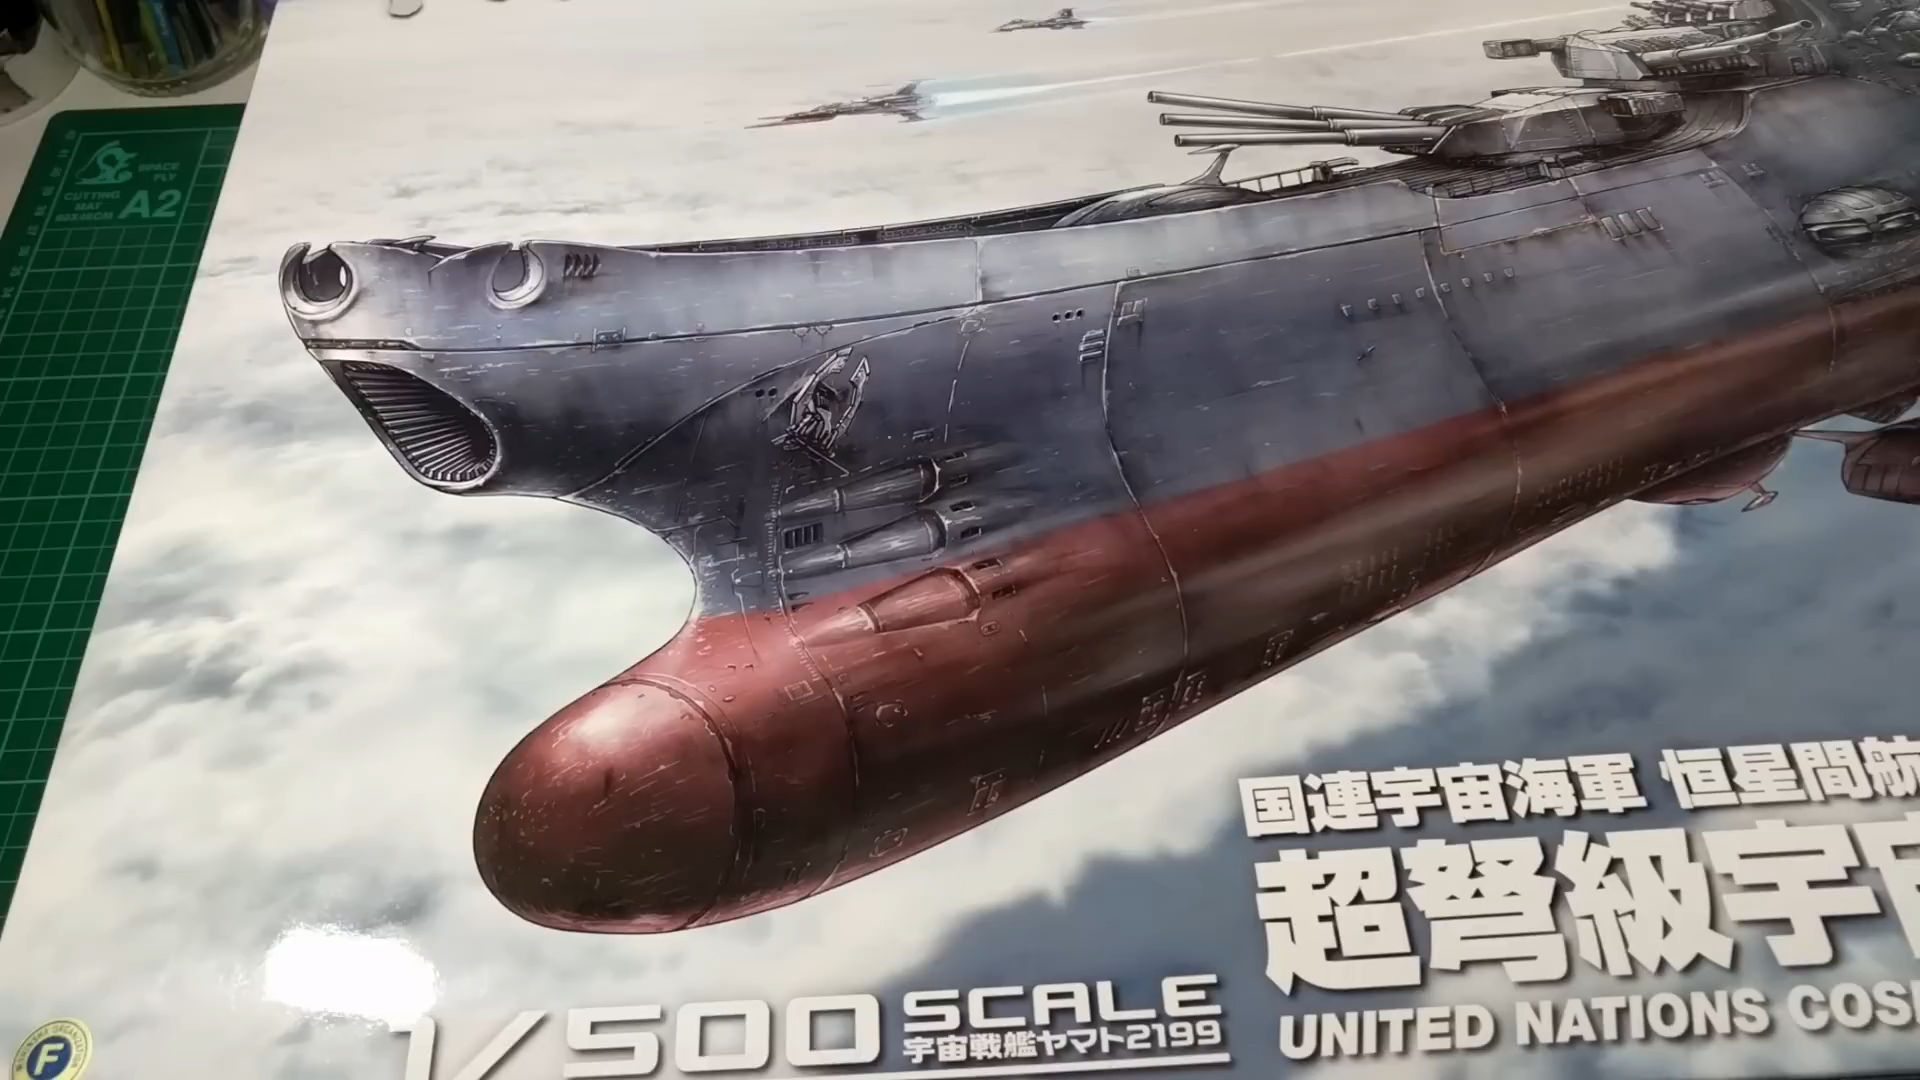 SPACE
FLY
CUTTING
MAT
A2
国連宇宙海軍 恒星間航
超弩級宇宙
UNITED NATIONS COS
1/500 SCALE
宇宙戦艦ヤマト2199
F